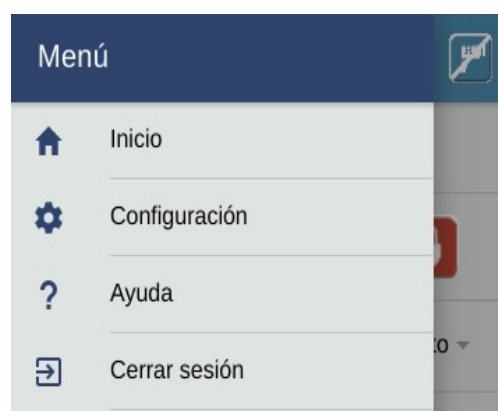 Menú
Inicio
Configuración
Ayuda
Cerrar sesión